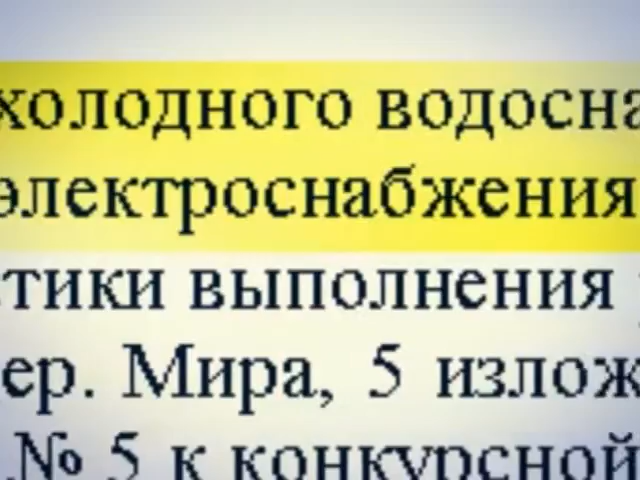 холодного водосна
электроснабжения
тики выполнения
ер. Мира, 5 излож
№ 5 к конкурсной